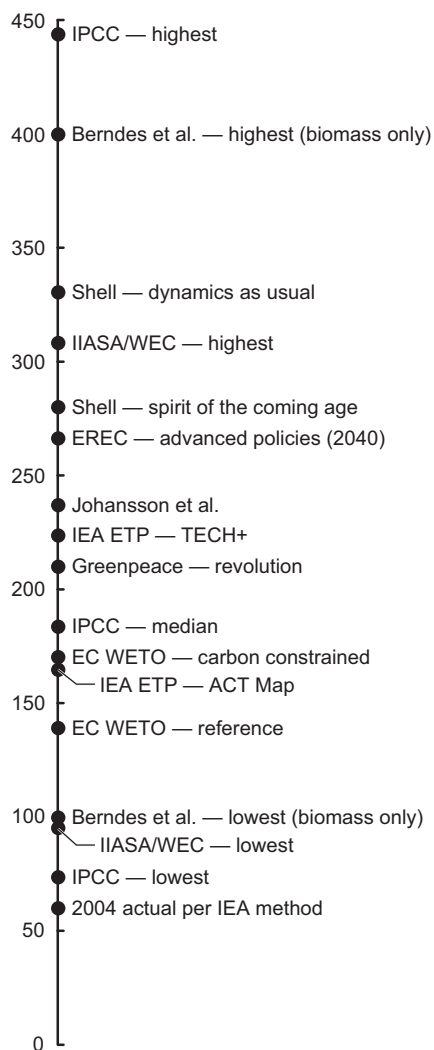 450
IPCC — highest
400
Berndes et al. — highest (biomass only)
350
Shell — dynamics as usual
IIASA/WEC — highest
300
Shell — spirit of the coming age
EREC — advanced policies (2040)
250
Johansson et al.
IEA ETP — TECH+
Greenpeace — revolution
200
IPCC — median
EC WETO — carbon constrained
IEA ETP — ACT Map
150
EC WETO — reference
100
Berndes et al. — lowest (biomass only)
IIASA/WEC — lowest
IPCC — lowest
2004 actual per IEA method
50
0